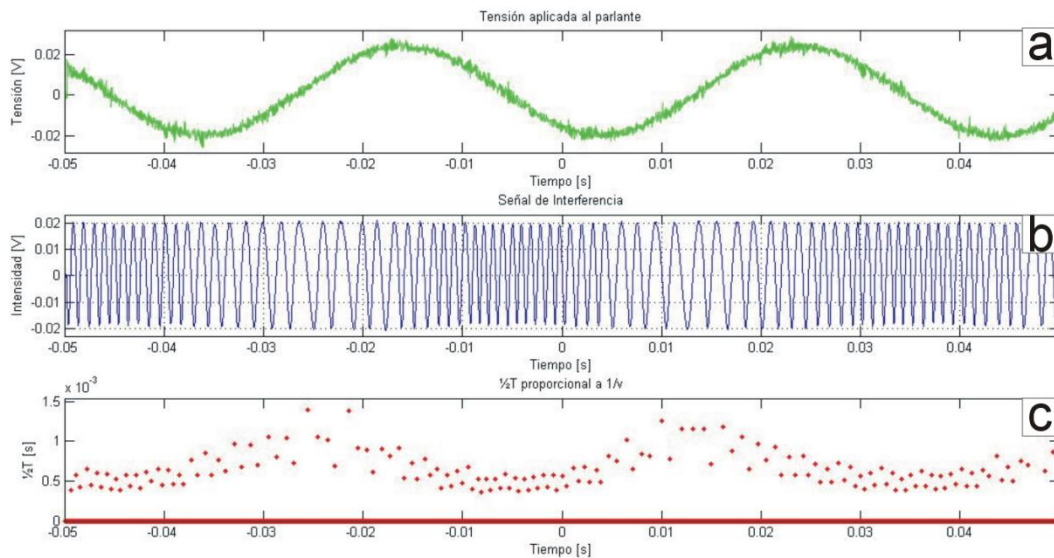 Tensión aplicada al parlante
a
Tensión [V]
0.02
0
-0.02
-0.05 -0.04 -0.03 -0.02 -0.01 0 0.01 0.02 0.03 0.04
Tiempo [s]
Señal de Interferencia
b
Intensidad [V]
0.02
0.01
0
-0.01
-0.02
-0.05 -0.04 -0.03 -0.02 -0.01 0 0.01 0.02 0.03 0.04
Tiempo [s]
½T proporcional a 1/v
x 10⁻³
c
½T [s]
1.5
1
0.5
0
-0.05 -0.04 -0.03 -0.02 -0.01 0 0.01 0.02 0.03 0.04
Tiempo [s]